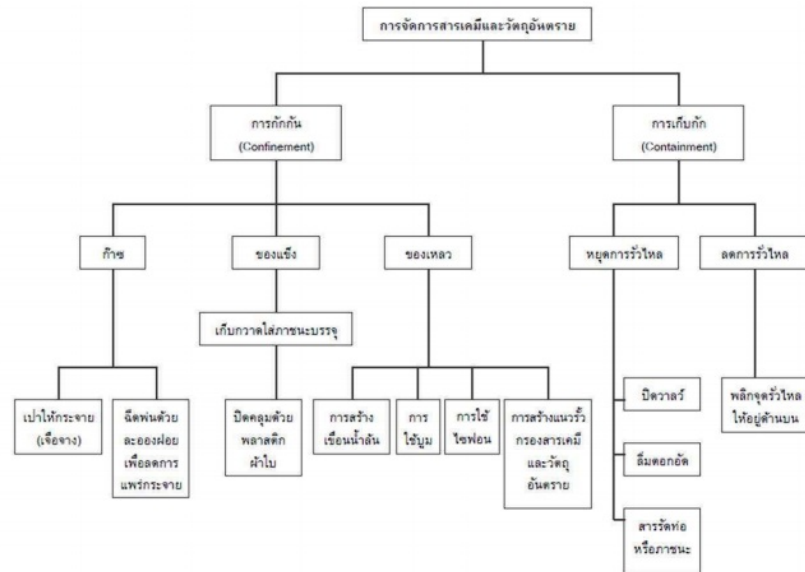 การจัดการสารเคมีและวัตถุอันตราย
การกักกัน
(Confinement)
การเก็บกัก
(Containment)
ก๊าซ
ของแข็ง
ของเหลว
หยุดการรั่วไหล
ลดการรั่วไหล
เก็บกวาดใส่ภาชนะบรรจุ
เป่าให้กระจาย
(เจือจาง)
ฉีดพ่นด้วย
ละอองฝอย
เพื่อลดการ
แพร่กระจาย
ปิดคลุมด้วย
พลาสติก
ผ้าใบ
การสร้าง
เขื่อนน้ำล้น
การ
ใช้บูม
การใช้
ไซฟอน
การสร้างแนวรั้ว
กรองสารเคมี
และวัตถุ
อันตราย
ปิดวาลว์
ลิ่มตอกอัด
สารรัดท่อ
หรือภาชนะ
พลิกจุดรั่วไหล
ให้อยู่ด้านบน